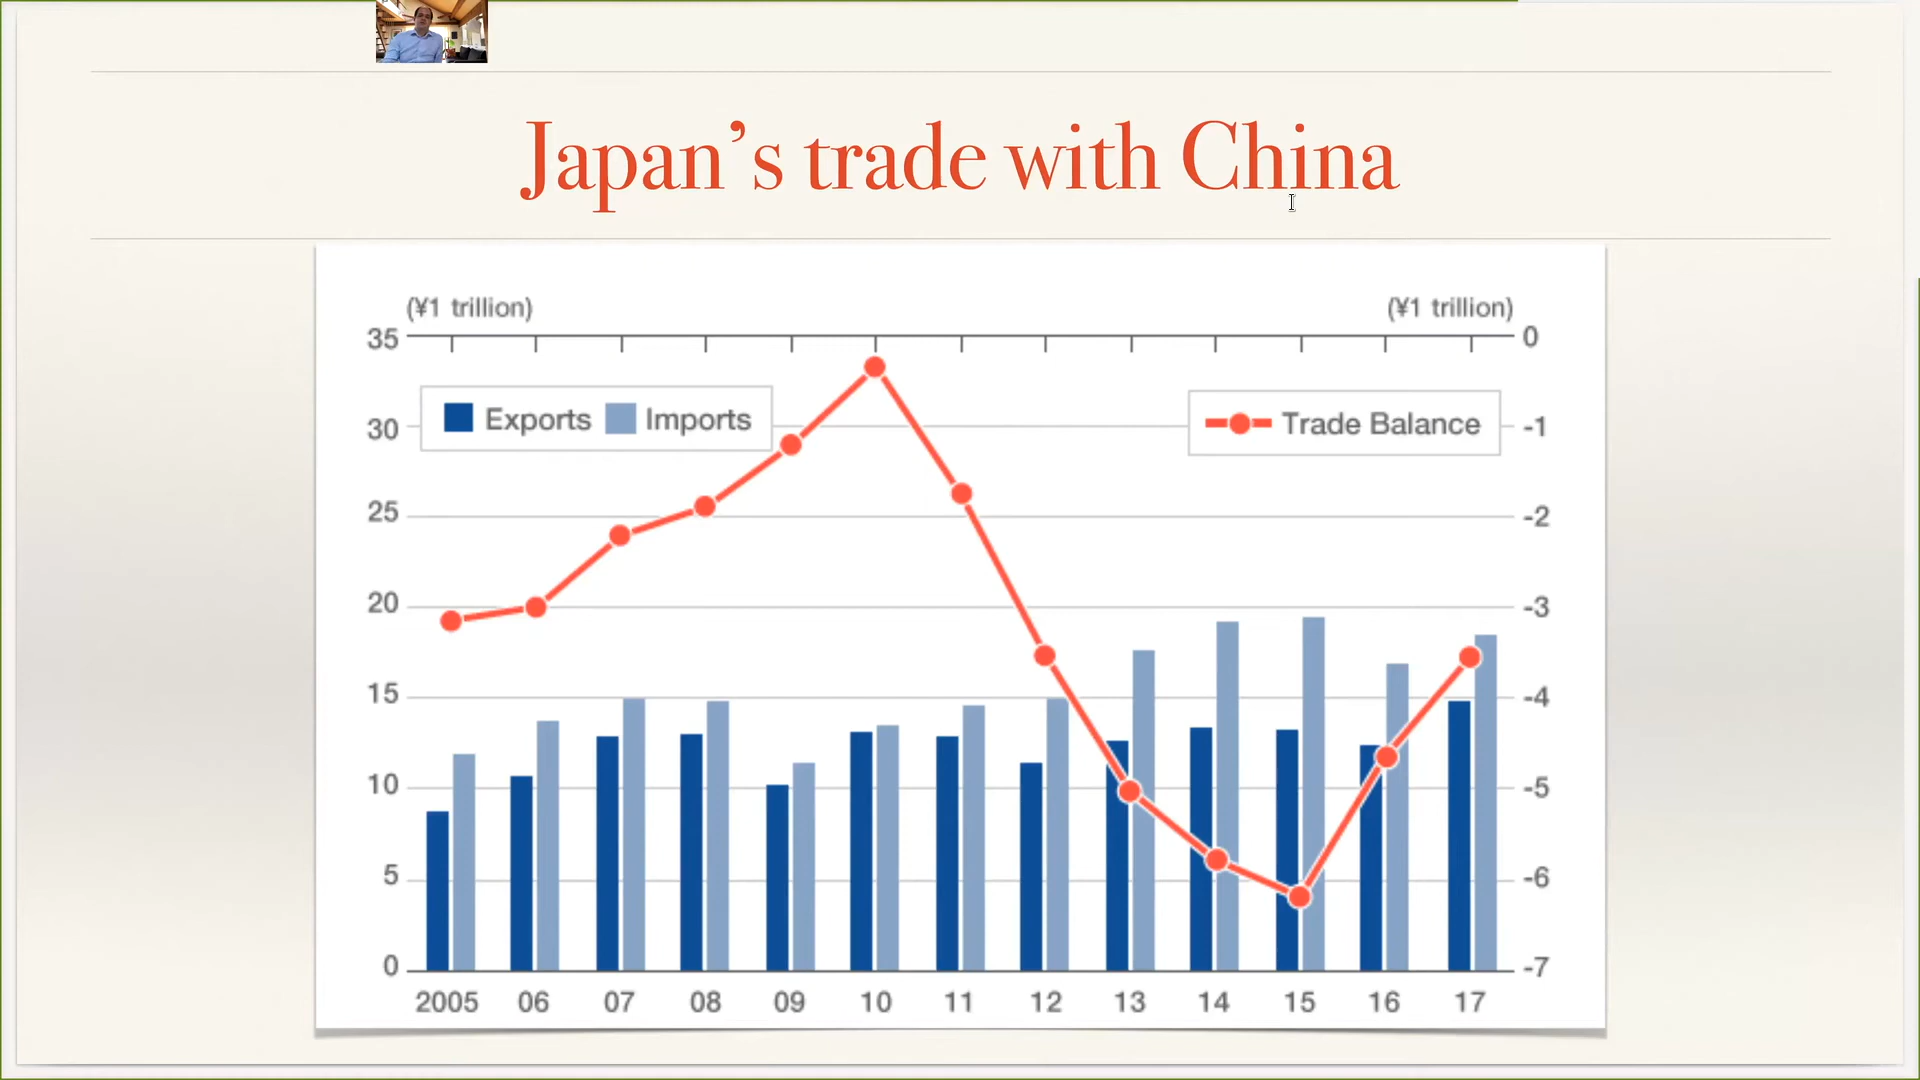 Japan’s trade with China
(¥1 trillion)
(¥1 trillion)
35
0
Exports
Imports
Trade Balance
30
-1
25
-2
20
-3
15
-4
10
-5
5
-6
0
-7
2005 06 07 08 09 10 11 12 13 14 15 16 17